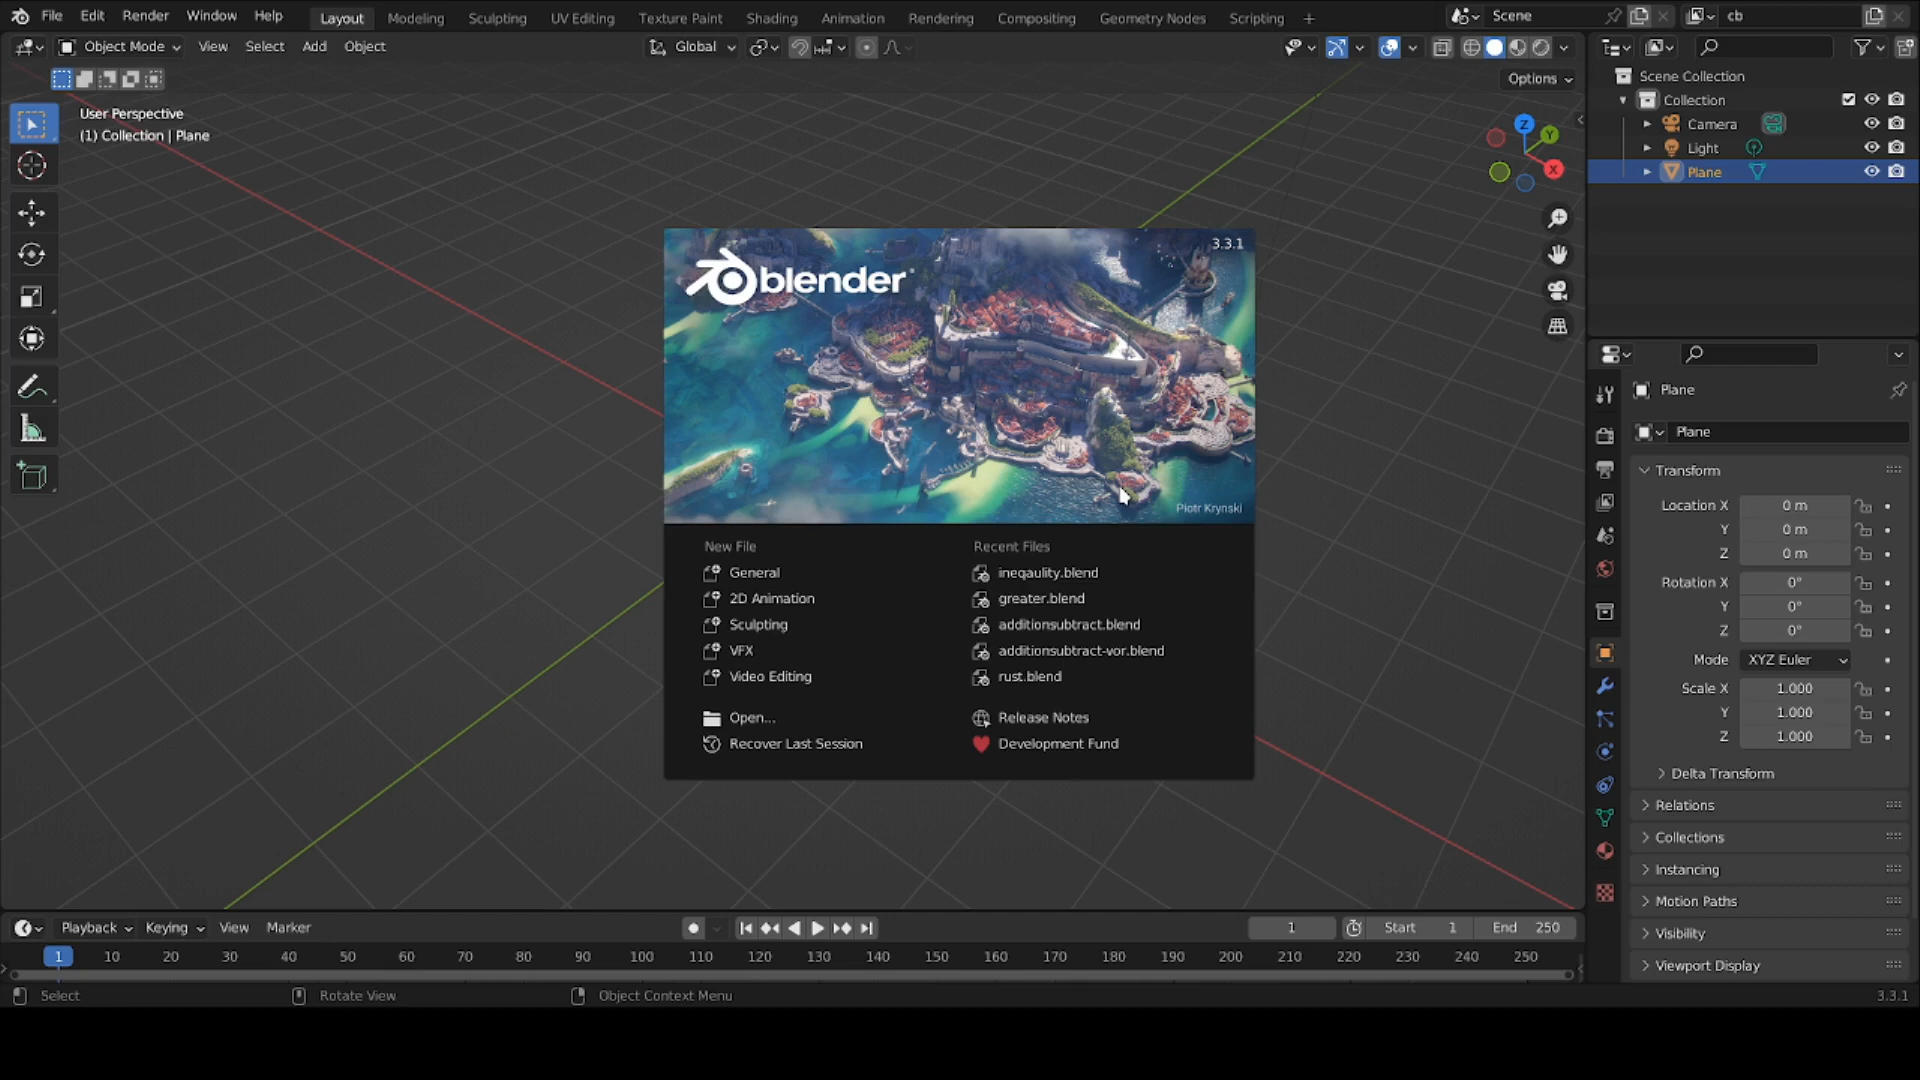 File Edit Render Window Help Layout Modeling Sculpting UV Editing Texture Paint Shading Animation Rendering Compositing Geometry Nodes Scripting + Scene cb
Object Mode View Select Add Object Global
Options
User Perspective
(1) Collection | Plane
Z
Y
X
Scene Collection
Collection
Camera
Light
Plane
3.3.1
blender
Piotr Krynski
New File
General
2D Animation
Sculpting
VFX
Video Editing
Open...
Recover Last Session
Recent Files
ineqaulity.blend
greater.blend
additionsubtract.blend
additionsubtract-vor.blend
rust.blend
Release Notes
Development Fund
Plane
Plane
Transform
Location X 0 m
Y 0 m
Z 0 m
Rotation X 0°
Y 0°
Z 0°
Mode XYZ Euler
Scale X 1.000
Y 1.000
Z 1.000
Delta Transform
Relations
Collections
Instancing
Motion Paths
Visibility
Viewport Display
Playback Keying View Marker 1 Start 1 End 250
1 10 20 30 40 50 60 70 80 90 100 110 120 130 140 150 160 170 180 190 200 210 220 230 240 250
Select Rotate View Object Context Menu 3.3.1